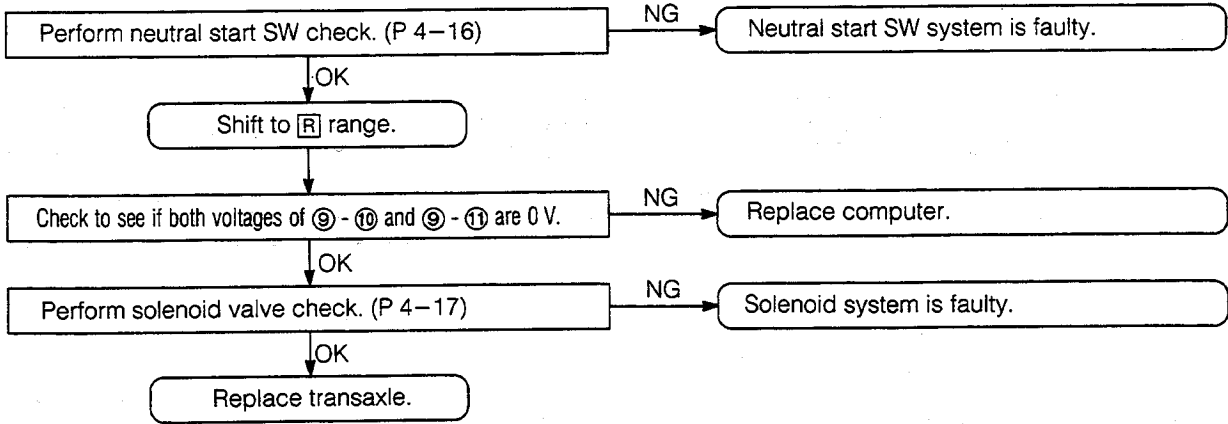 Perform neutral start SW check. (P 4–16)
NG
Neutral start SW system is faulty.
OK
Shift to R range.
Check to see if both voltages of ⑨ - ⑩ and ⑨ - ⑪ are 0 V.
NG
Replace computer.
OK
Perform solenoid valve check. (P 4–17)
NG
Solenoid system is faulty.
OK
Replace transaxle.